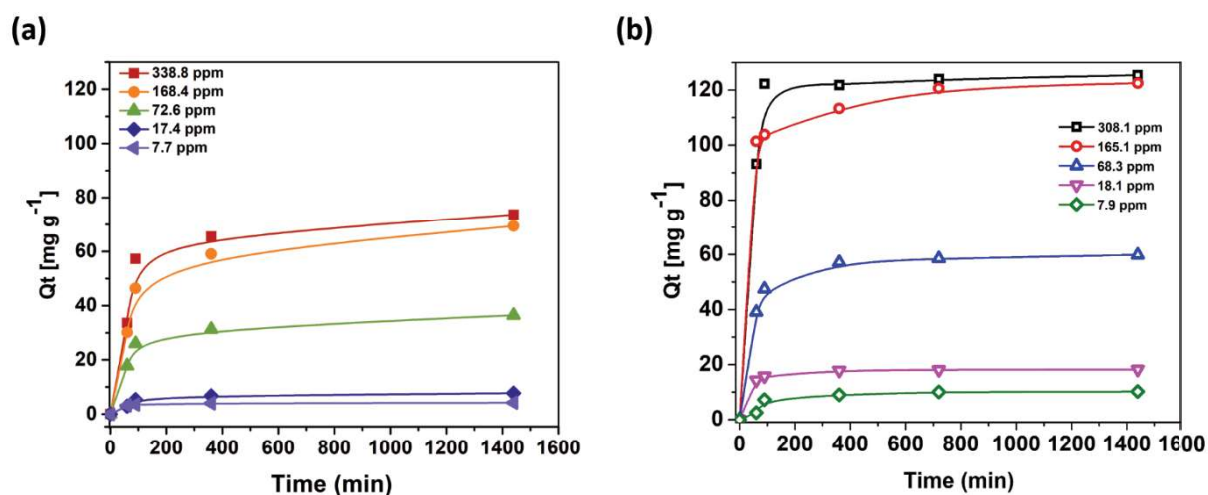 (a)
338.8 ppm
168.4 ppm
72.6 ppm
17.4 ppm
7.7 ppm
120
100
80
60
40
20
0
Qt [mg g⁻¹]
0 200 400 600 800 1000 1200 1400 1600
Time (min)
(b)
308.1 ppm
165.1 ppm
68.3 ppm
18.1 ppm
7.9 ppm
120
100
80
60
40
20
0
Qt [mg g⁻¹]
0 200 400 600 800 1000 1200 1400 1600
Time (min)